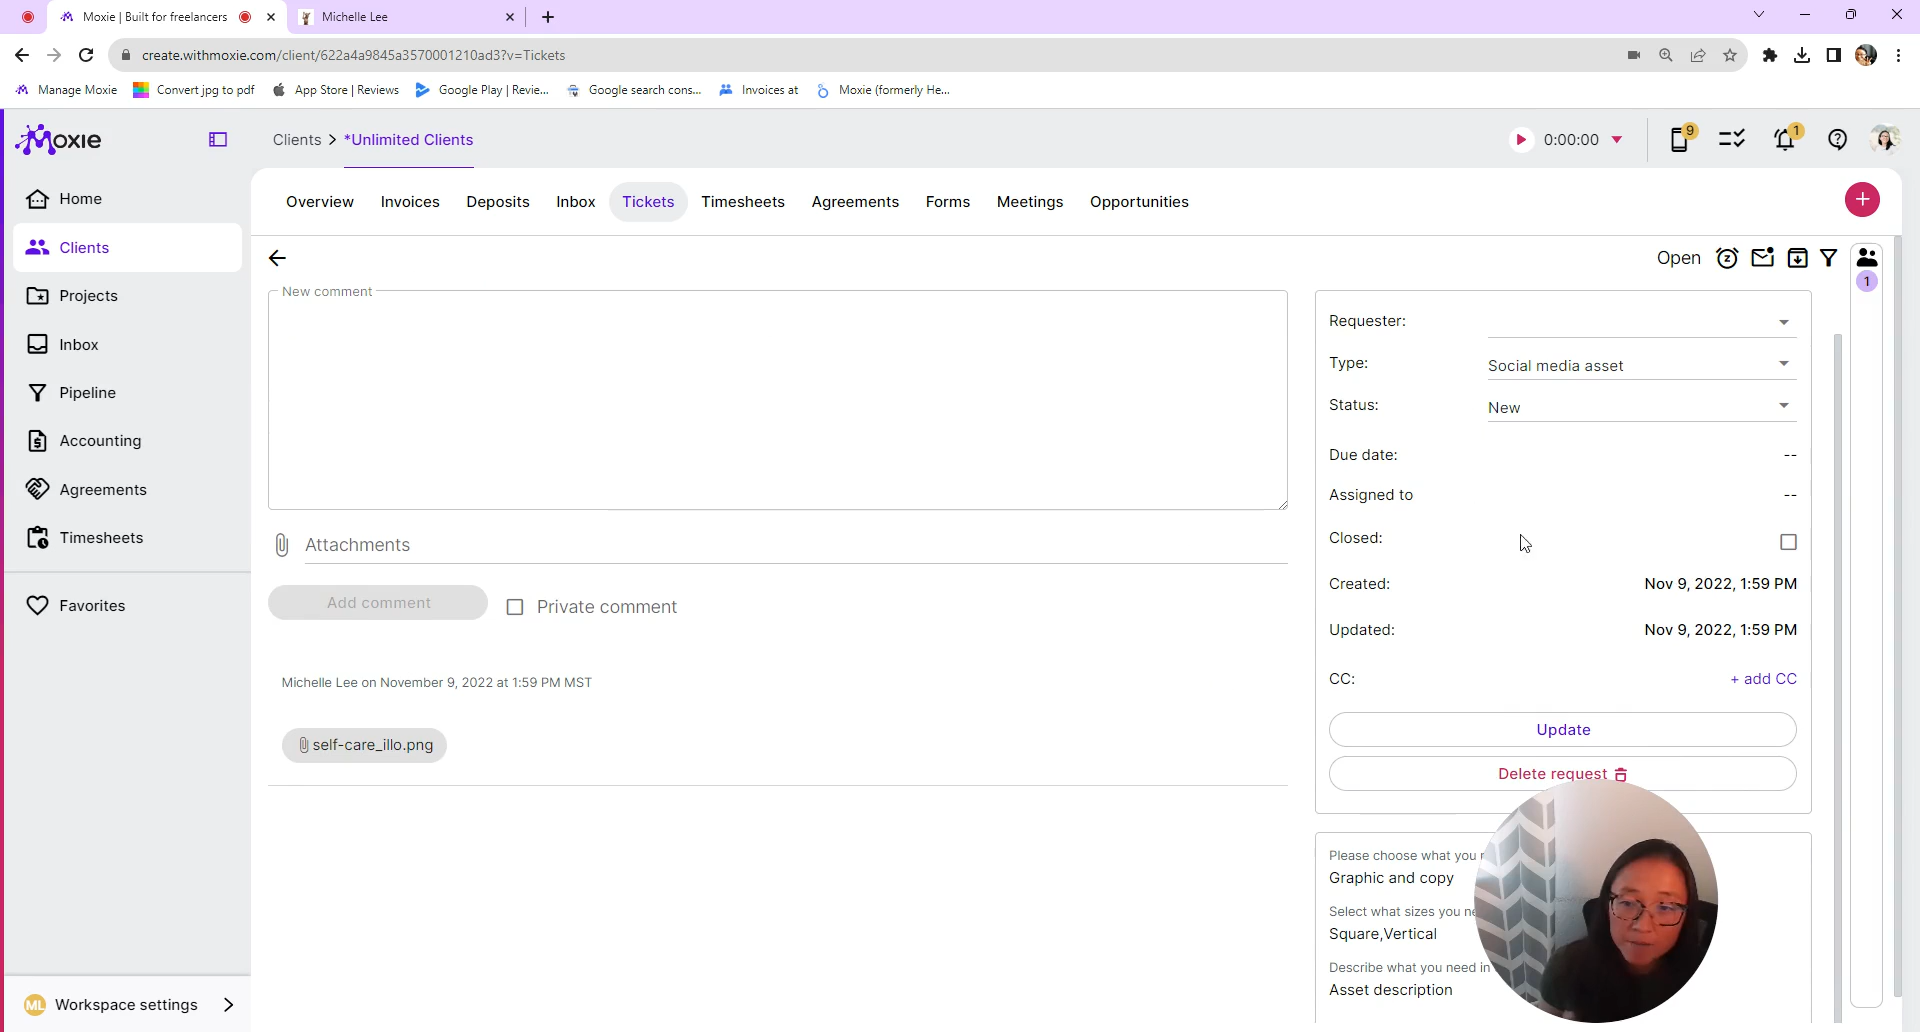 Moxie | Built for freelancers
Michelle Lee
create.withmoxie.com/client/622a4a9845a3570001210ad3?v=Tickets
Manage Moxie
Convert jpg to pdf
App Store | Reviews
Google Play | Revie...
Google search cons...
Invoices at
Moxie (formerly He...
Moxie
Clients > *Unlimited Clients
0:00:00
9
1
Home
Clients
Projects
Inbox
Pipeline
Accounting
Agreements
Timesheets
Favorites
ML Workspace settings
Overview
Invoices
Deposits
Inbox
Tickets
Timesheets
Agreements
Forms
Meetings
Opportunities
Open
1
New comment
Attachments
Add comment
Private comment
Michelle Lee on November 9, 2022 at 1:59 PM MST
self-care_illo.png
Requester:
Type: Social media asset
Status: New
Due date: --
Assigned to --
Closed:
Created: Nov 9, 2022, 1:59 PM
Updated: Nov 9, 2022, 1:59 PM
CC: + add CC
Update
Delete request
Please choose what you
Graphic and copy
Select what sizes you
Square,Vertical
Describe what you need in
Asset description